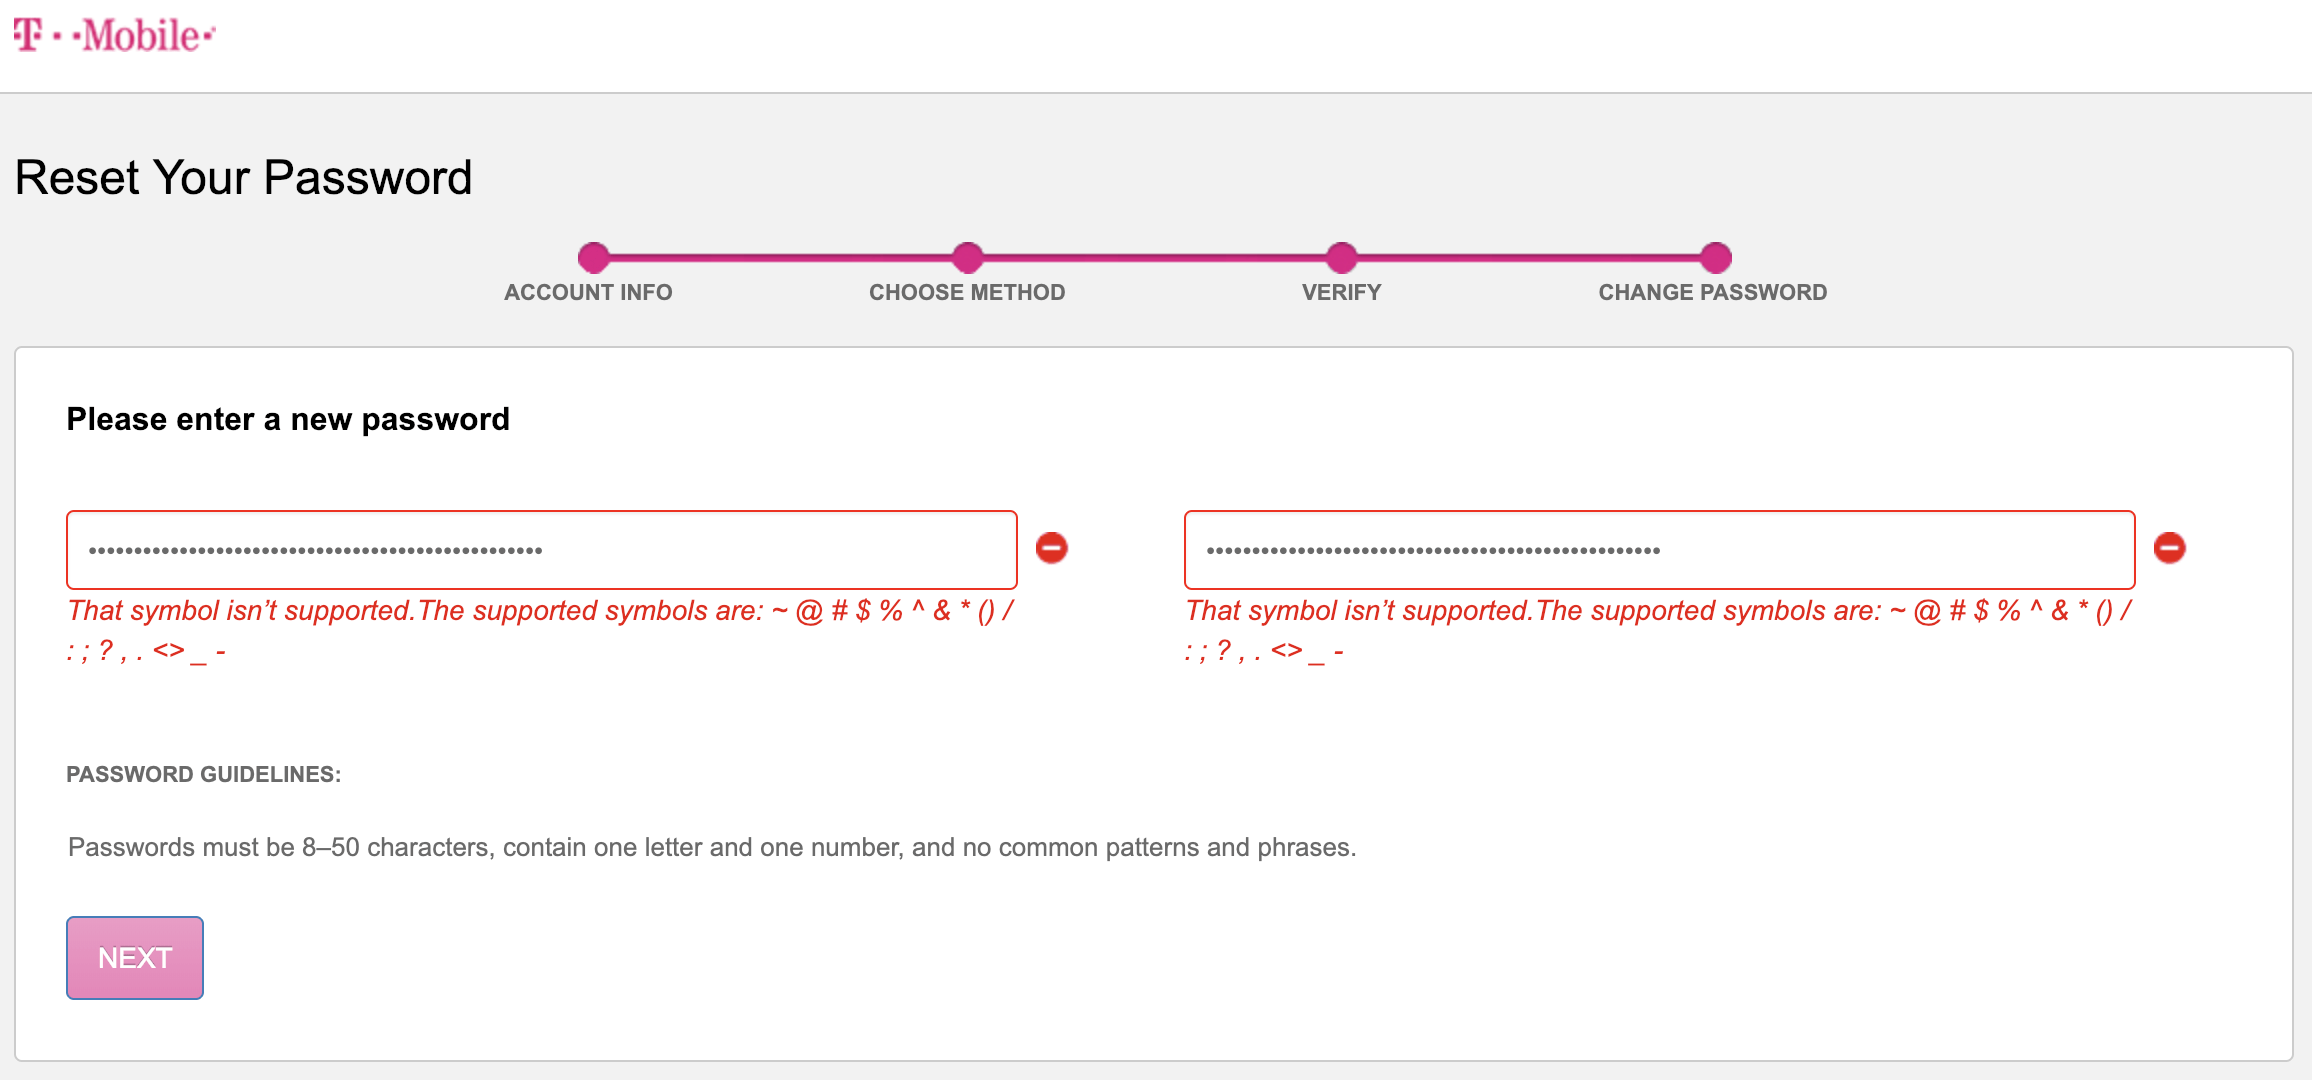 T··Mobile·
Reset Your Password
ACCOUNT INFO
CHOOSE METHOD
VERIFY
CHANGE PASSWORD
Please enter a new password
That symbol isn’t supported.The supported symbols are: ~ @ # $ % ^ & * () /
: ; ? , . <> _ -
That symbol isn’t supported.The supported symbols are: ~ @ # $ % ^ & * () /
: ; ? , . <> _ -
PASSWORD GUIDELINES:
Passwords must be 8–50 characters, contain one letter and one number, and no common patterns and phrases.
NEXT